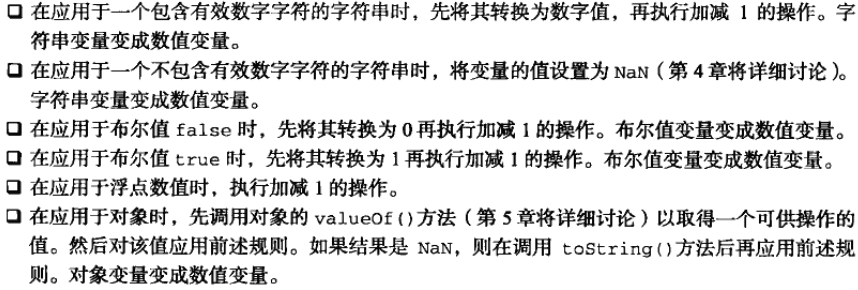 ❑ 在应用于一个包含有效数字字符的字符串时，先将其转换为数字值，再执行加减 1 的操作。字
符串变量变成数值变量。
❑ 在应用于一个不包含有效数字字符的字符串时，将变量的值设置为 NaN（第 4 章将详细讨论）。
字符串变量变成数值变量。
❑ 在应用于布尔值 false 时，先将其转换为 0 再执行加减 1 的操作。布尔值变量变成数值变量。
❑ 在应用于布尔值 true 时，先将其转换为 1 再执行加减 1 的操作。布尔值变量变成数值变量。
❑ 在应用于浮点数值时，执行加减 1 的操作。
❑ 在应用于对象时，先调用对象的 valueOf()方法（第 5 章将详细讨论）以取得一个可供操作的
值。然后对该值应用前述规则。如果结果是 NaN，则在调用 toString()方法后再应用前述规
则。对象变量变成数值变量。